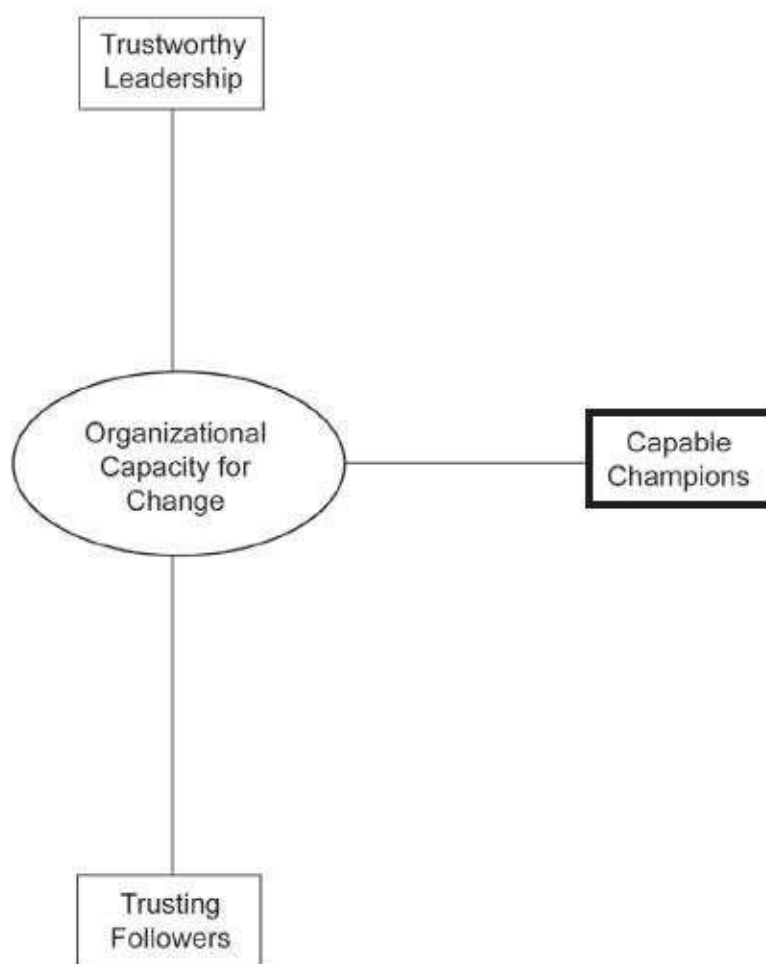 Trustworthy
Leadership
Organizational
Capacity for
Change
Capable
Champions
Trusting
Followers